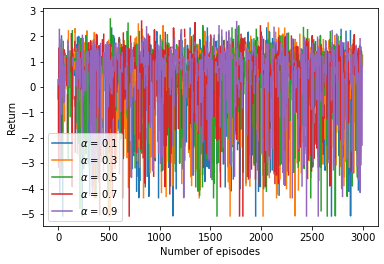 3
2
1
0
−1
−2
−3
−4
−5
Return
α = 0.1
α = 0.3
α = 0.5
α = 0.7
α = 0.9
0 500 1000 1500 2000 2500 3000
Number of episodes